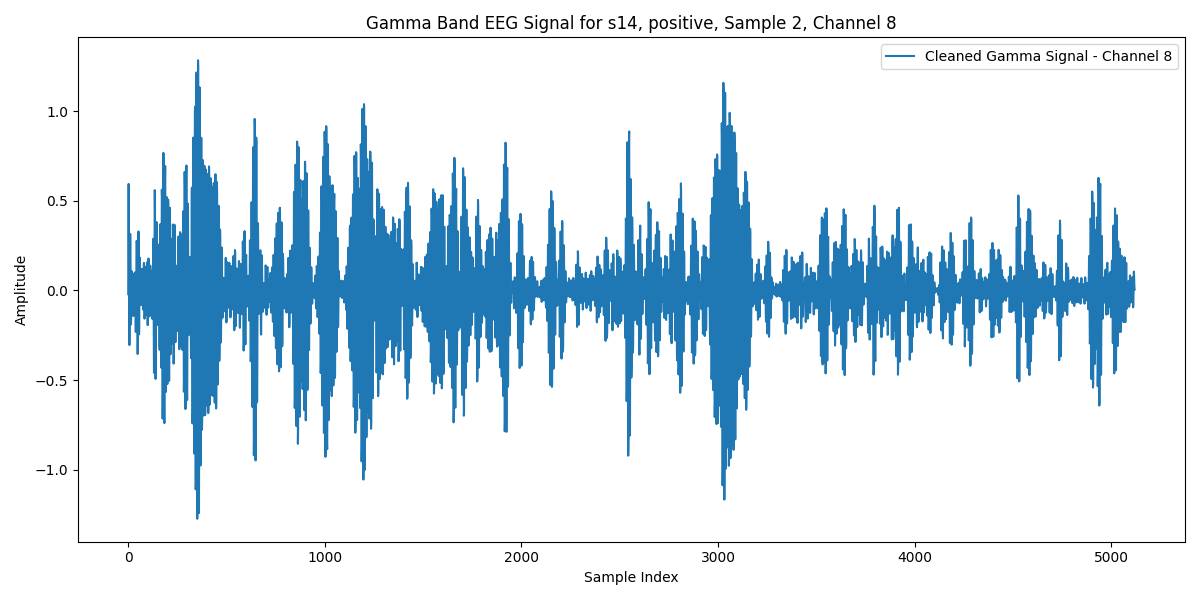 Gamma Band EEG Signal for s14, positive, Sample 2, Channel 8
Cleaned Gamma Signal - Channel 8
1.0
0.5
0.0
−0.5
−1.0
Amplitude
0 1000 2000 3000 4000 5000
Sample Index